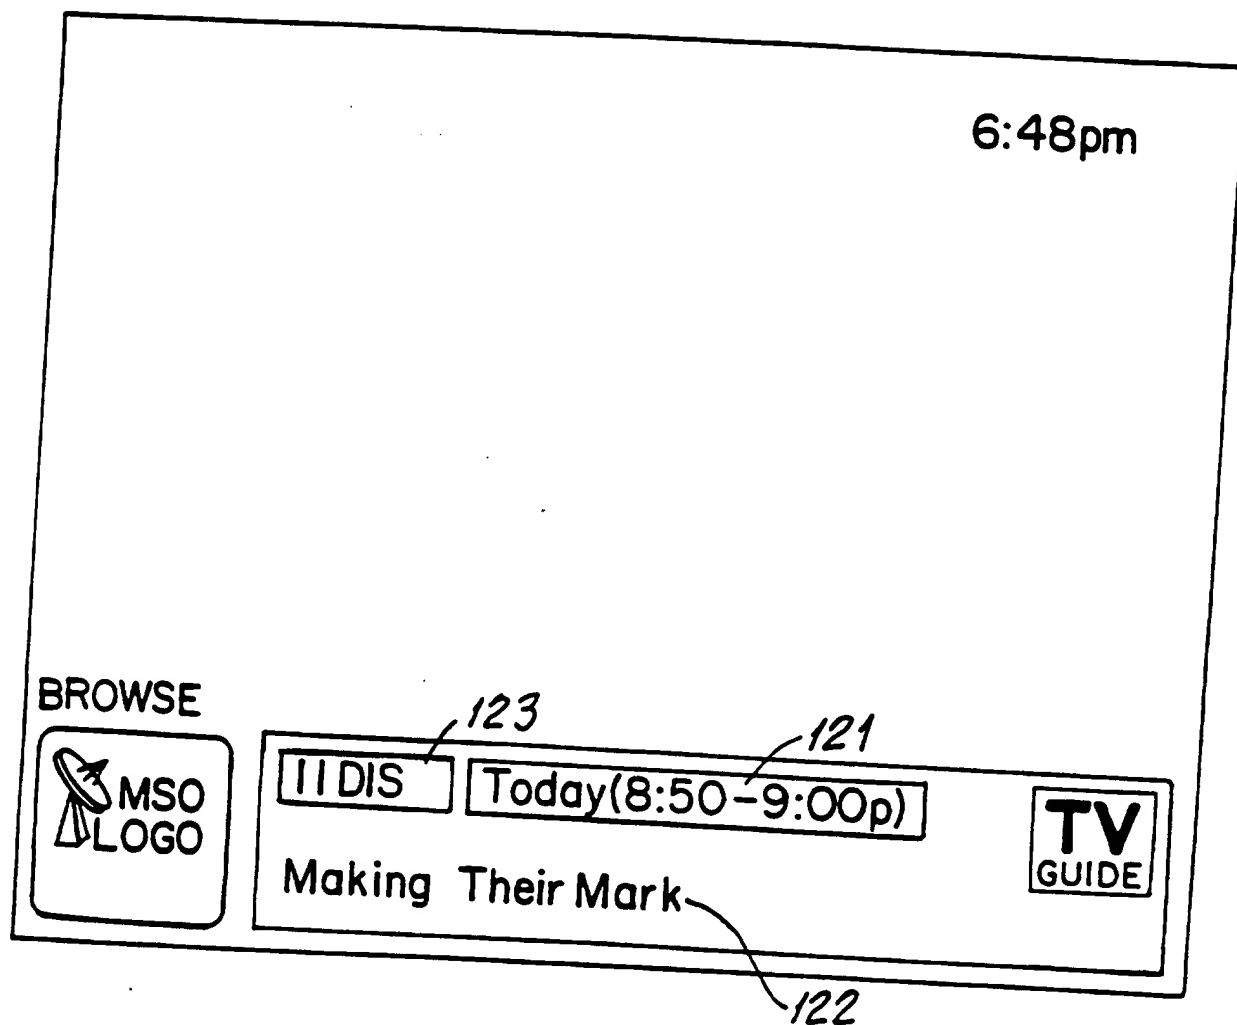 6:48pm
BROWSE
123
121
MSO
LOGO
11 DIS
Today(8:50-9:00p)
TV
GUIDE
Making Their Mark
122